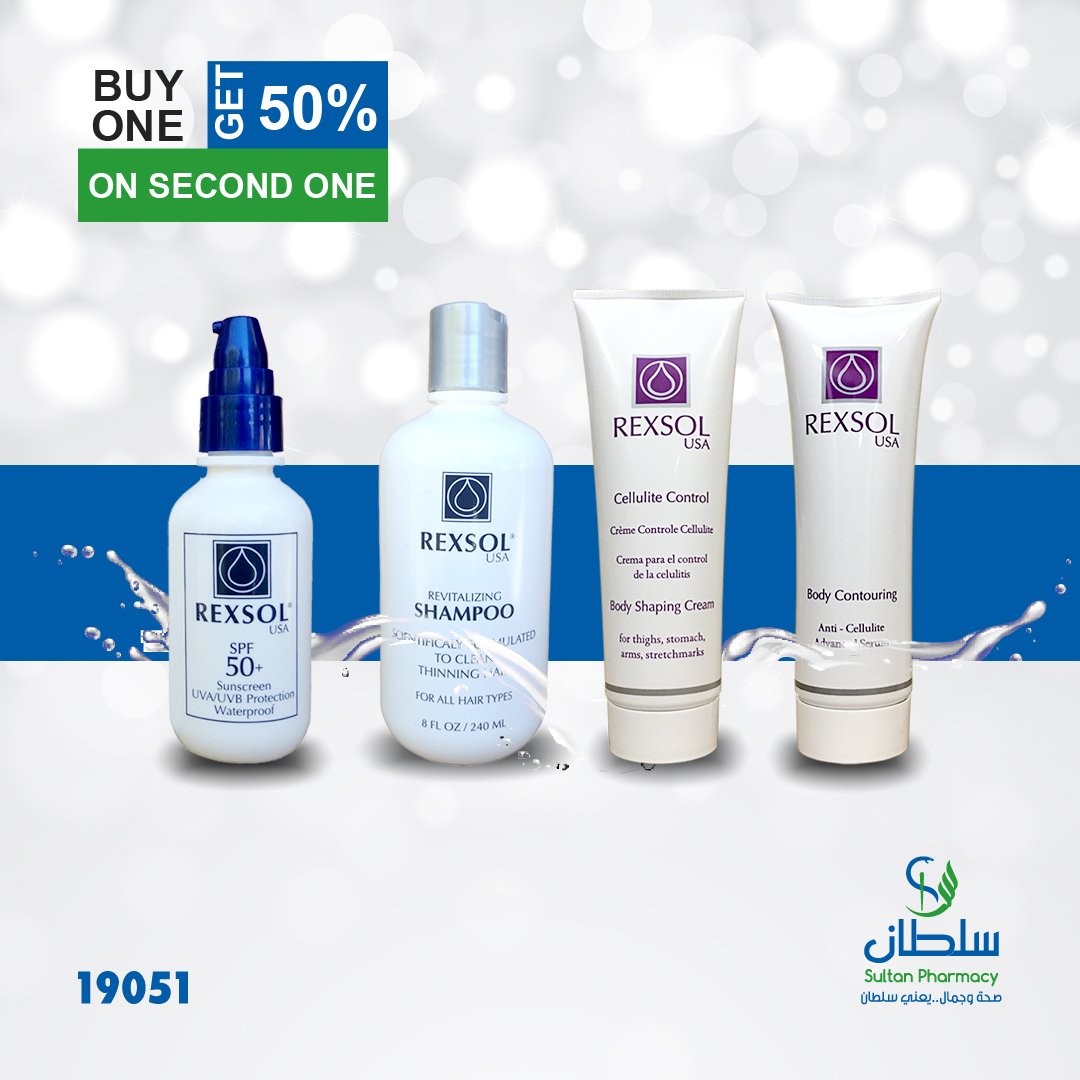 BUY
ONE
GET
50%
ON SECOND ONE
REXSOL®
USA
SPF
50+
Sunscreen
UVA/UVB Protection
Waterproof
REXSOL®
USA
REVITALIZING
SHAMPOO
TO
THINNING
FOR ALL HAIR TYPES
8 FL OZ / 240 ML
REXSOL
USA
Cellulite Control
Crème Controle Cellulite
Crema para el control
de la celulitis
Body Shaping Cream
for thighs, stomach,
arms, stretchmarks
REXSOL
USA
Body Contouring
Anti - Cellulite
19051
سلطان
Sultan Pharmacy
صحة وجمال..يعني سلطان